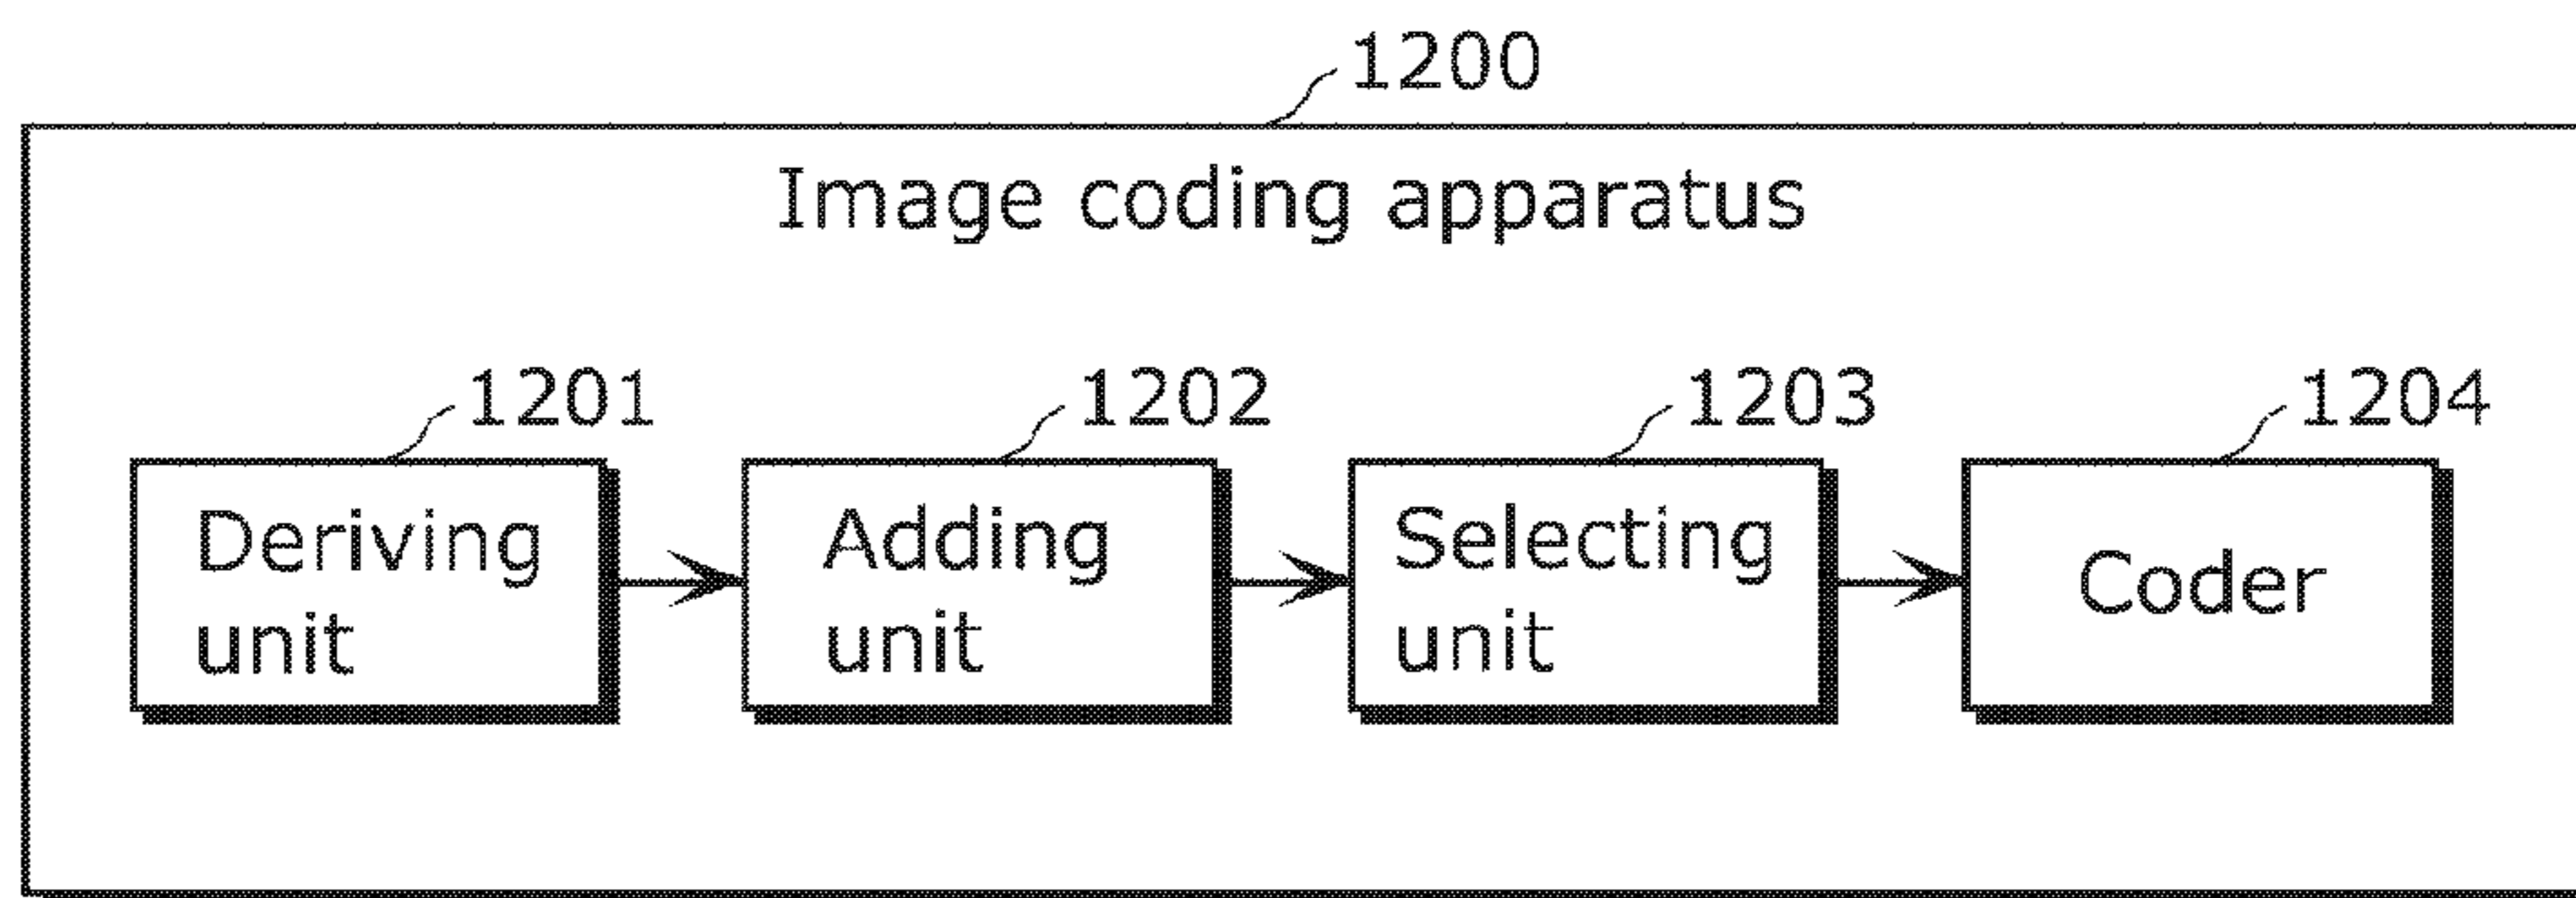 1200
Image coding apparatus
1201
1202
1203
1204
Deriving
unit
Adding
unit
Selecting
unit
Coder